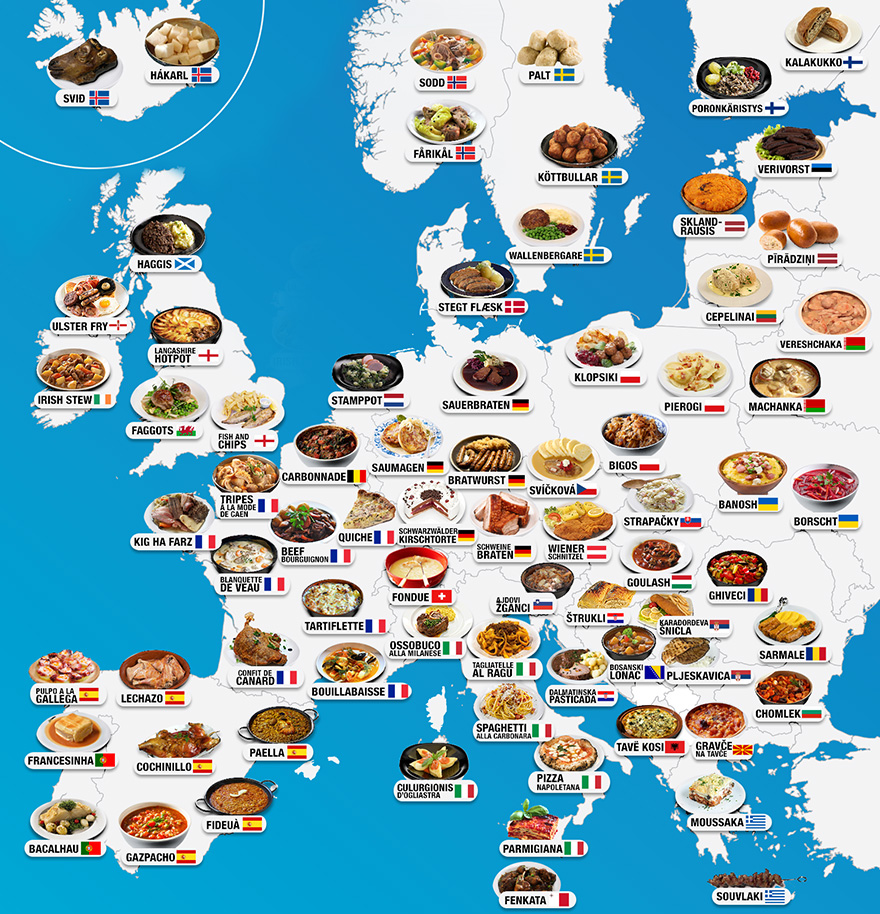 SVIÐ
HÁKARL
SODD
PALT
KALAKUKKO
PORONKÄRISTYS
FÅRIKÅL
KÖTTBULLAR
VERIVORST
SKLAND-
RAUSIS
PĪRĀDZIŅI
WALLENBERGARE
HAGGIS
STEGT FLÆSK
CEPELINAI
VERESHCHAKA
ULSTER FRY
LANCASHIRE
HOTPOT
IRISH STEW
FAGGOTS
FISH AND
CHIPS
STAMPPOT
SAUERBRATEN
KLOPSIKI
PIEROGI
MACHANKA
CARBONNADE
SAUMAGEN
BRATWURST
SVÍČKOVÁ
BIGOS
BANOSH
BORSCHT
TRIPES
À LA MODE
DE CAEN
KIG HA FARZ
BEEF
BOURGUIGNON
QUICHE
SCHWARZWÄLDER
KIRSCHTORTE
SCHWEINE
BRATEN
WIENER
SCHNITZEL
STRAPAČKY
BLANQUETTE
DE VEAU
FONDUE
AJDOVI
ŽGANCI
GOULASH
GHIVECI
TARTIFLETTE
OSSOBUCO
ALLA MILANESE
ŠTRUKLI
KARAĐORĐEVA
ŠNICLA
SARMALE
CONFIT DE
CANARD
BOUILLABAISSE
TAGLIATELLE
AL RAGU
DALMATINSKA
PASTICADA
BOSANSKI
LONAC
PLJESKAVICA
CHOMLEK
PULPO A LA
GALLEGA
LECHAZO
FRANCESINHA
COCHINILLO
PAELLA
SPAGHETTI
ALLA CARBONARA
TAVË KOSI
GRAVČE
NA TAVČE
CULURGIONIS
D'OGLIASTRA
PIZZA
NAPOLETANA
MOUSSAKA
BACALHAU
GAZPACHO
FIDEUÀ
PARMIGIANA
FENKATA
SOUVLAKI